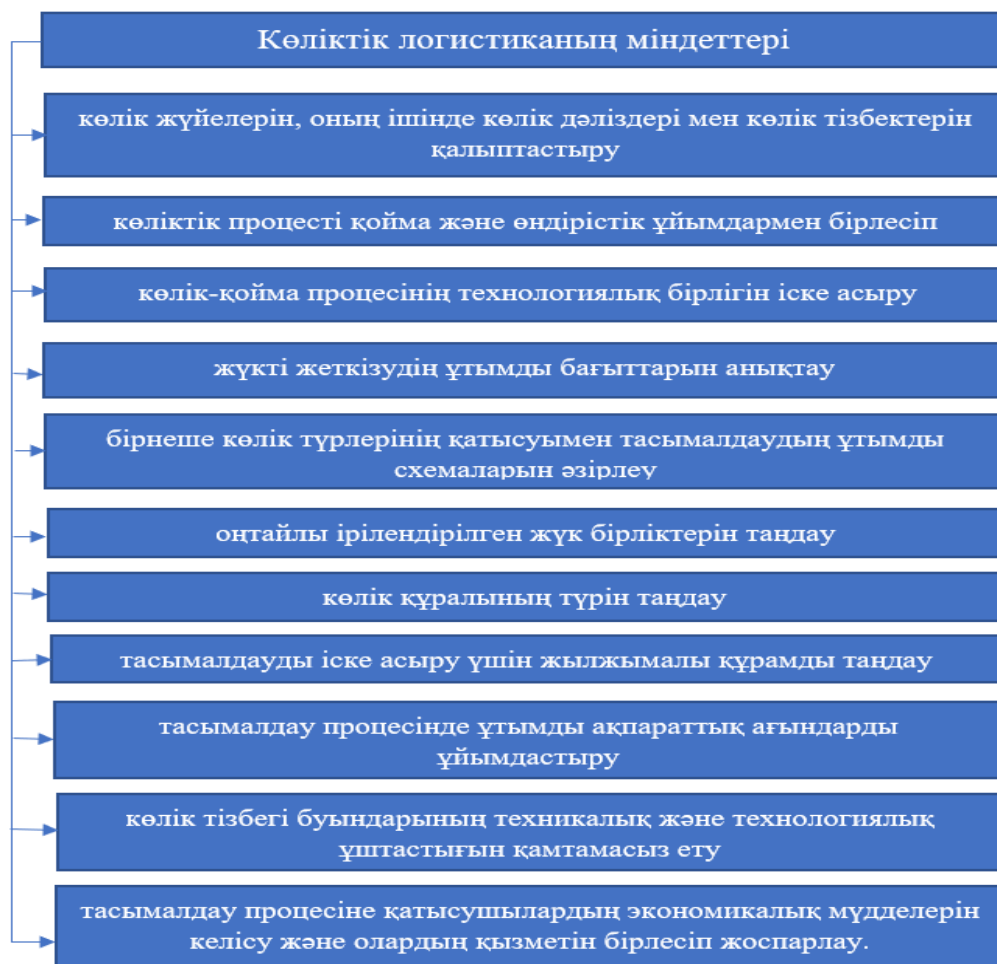 Көліктік логистиканың міндеттері
көлік жүйелерін, оның ішінде көлік дәліздері мен көлік тізбектерін
қалыптастыру
көліктік процесті қойма және өндірістік ұйымдармен бірлесіп
көлік-қойма процесінің технологиялық бірлігін іске асыру
жүкті жеткізудің ұтымды бағыттарын анықтау
бірнеше көлік түрлерінің қатысуымен тасымалдаудың ұтымды
схемаларын әзірлеу
оңтайлы ірілендірілген жүк бірліктерін таңдау
көлік құралының түрін таңдау
тасымалдауды іске асыру үшін жылжымалы құрамды таңдау
тасымалдау процесінде ұтымды ақпараттық ағындарды
ұйымдастыру
көлік тізбегі буындарының техникалық және технологиялық
ұштастығын қамтамасыз ету
тасымалдау процесіне қатысушылардың экономикалық мүдделерін
келісу және олардың қызметін бірлесіп жоспарлау.